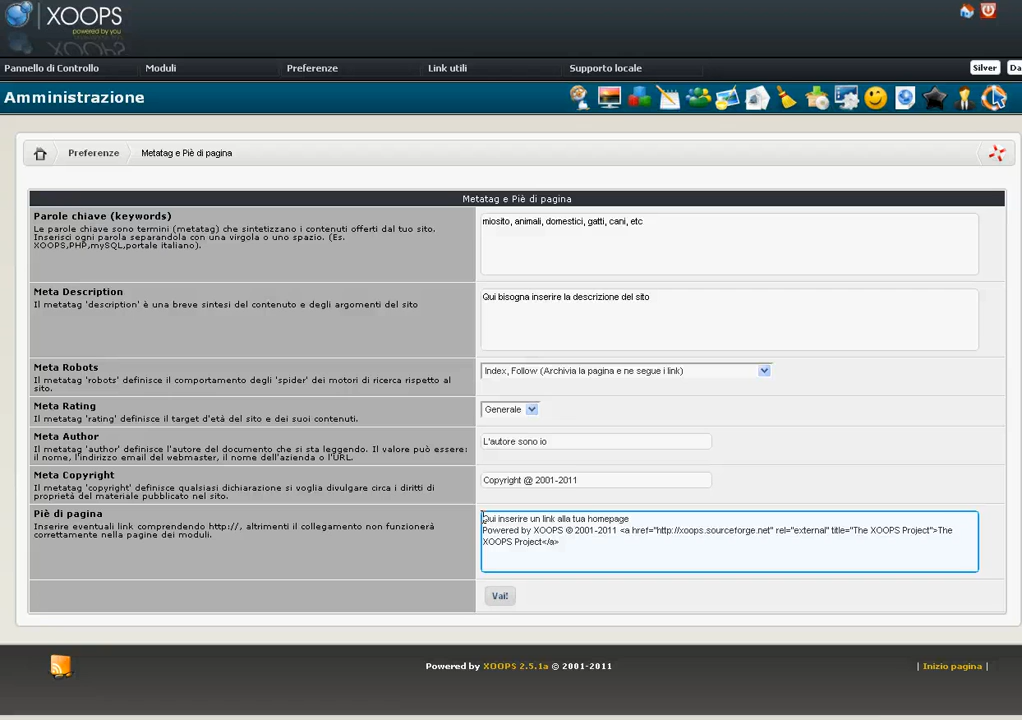 XOOPS
powered by you
Pannello di Controllo
Moduli
Preferenze
Link utili
Supporto locale
Silver
Da
Amministrazione
Preferenze
Metatag e Piè di pagina
Metatag e Piè di pagina
Parole chiave (keywords)
Le parole chiave sono termini (metatag) che sintetizzano i contenuti offerti dal tuo sito.
Inserisci ogni parola separandola con una virgola o uno spazio. (Es.
XOOPS,PHP,mySQL,portale italiano).
miosito, animali, domestici, gatti, cani, etc
Meta Description
Il metatag 'description' è una breve sintesi del contenuto e degli argomenti del sito
Qui bisogna inserire la descrizione del sito
Meta Robots
Il metatag 'robots' definisce il comportamento degli 'spider' dei motori di ricerca rispetto al
sito.
Index, Follow (Archivia la pagina e ne segue i link)
Meta Rating
Il metatag 'rating' definisce il target d'età del sito e dei suoi contenuti.
Generale
Meta Author
Il metatag 'author' definisce l'autore del documento che si sta leggendo. Il valore può essere:
il nome, l'indirizzo email del webmaster, il nome dell'azienda o l'URL.
L'autore sono io
Meta Copyright
Il metatag 'copyright' definisce qualsiasi dichiarazione si voglia divulgare circa i diritti di
proprietà del materiale pubblicato nel sito.
Copyright @ 2001-2011
Piè di pagina
Inserire eventuali link comprendendo http://, altrimenti il collegamento non funzionerà
correttamente nella pagine dei moduli.
Qui inserire un link alla tua homepage
Powered by XOOPS © 2001-2011 <a href="http://xoops.sourceforge.net" rel="external" title="The XOOPS Project">The
XOOPS Project</a>
Vai!
Powered by XOOPS 2.5.1a © 2001-2011
| Inizio pagina |